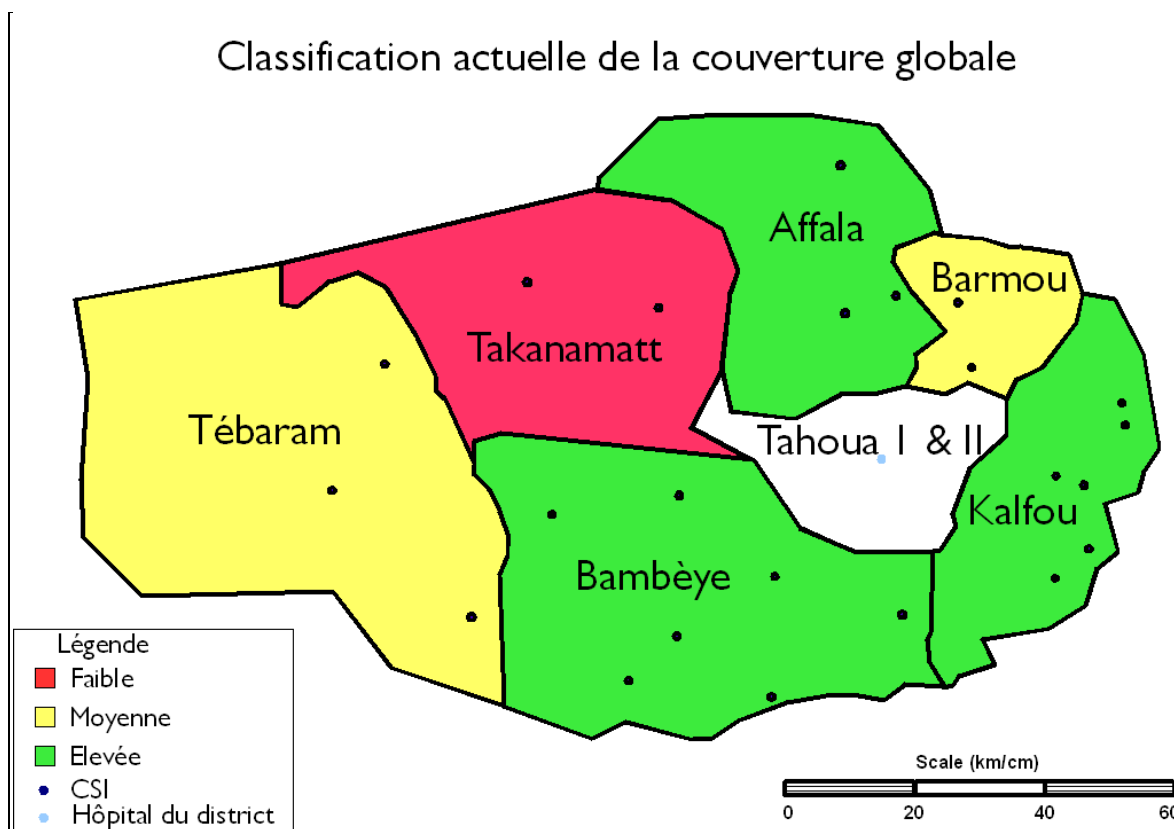 Classification actuelle de la couverture globale
Affala
Barmou
Takanamatt
Tébaram
Tahoua I & II
Kalfou
Bambèye
Légende
Faible
Moyenne
Elevée
CSI
Hôpital du district
Scale (km/cm)
0 20 40 60